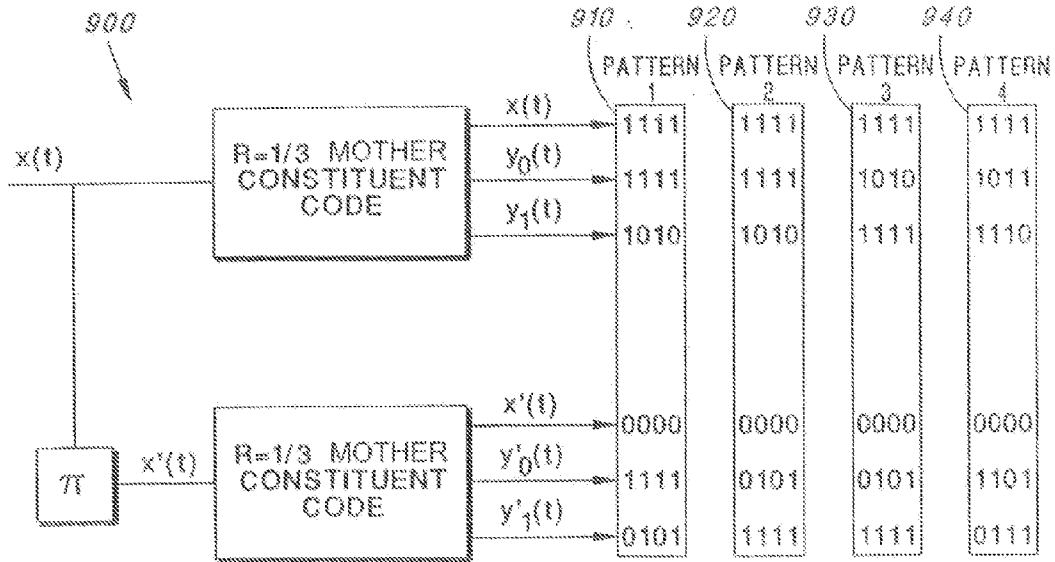 900
910 920 930 940
PATTERN 1 PATTERN 2 PATTERN 3 PATTERN 4
x(t)
R=1/3 MOTHER
CONSTITUENT
CODE
x(t) 1111 1111 1111 1111
y0(t) 1111 1111 1010 1011
y1(t) 1010 1010 1111 1110
π
x'(t)
R=1/3 MOTHER
CONSTITUENT
CODE
x'(t) 0000 0000 0000 0000
y'0(t) 1111 0101 0101 1101
y'1(t) 0101 1111 1111 0111